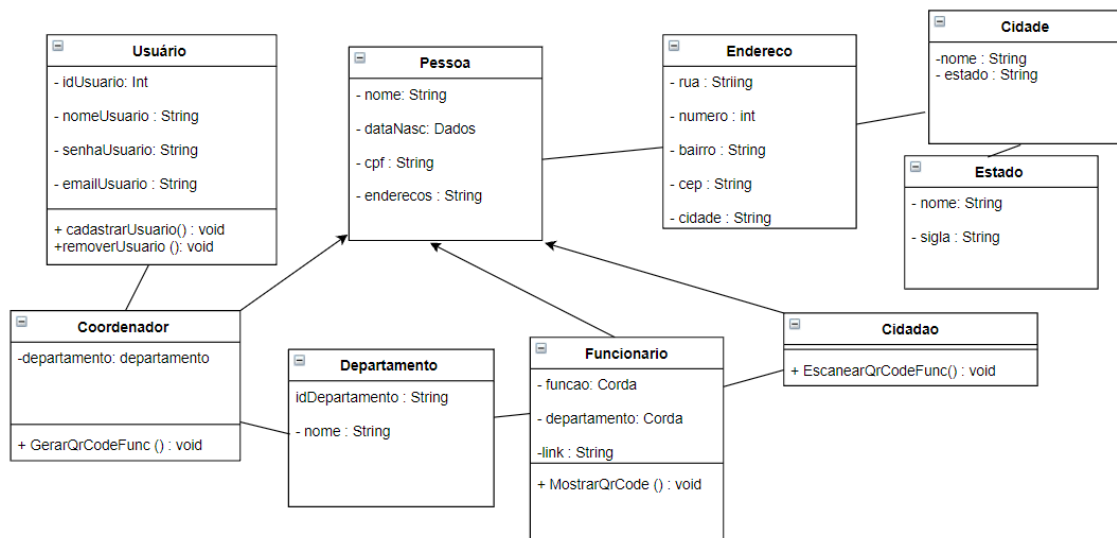 Usuário
- idUsuario: Int
- nomeUsuario : String
- senhaUsuario: String
- emailUsuario : String
+ cadastrarUsuario() : void
+removerUsuario (): void
Pessoa
- nome: String
- dataNasc: Dados
- cpf : String
- enderecos : String
Endereco
- rua : Striing
- numero : int
- bairro : String
- cep : String
- cidade : String
Cidade
-nome : String
- estado : String
Estado
- nome: String
- sigla : String
Coordenador
-departamento: departamento
+ GerarQrCodeFunc () : void
Departamento
idDepartamento : String
- nome : String
Funcionario
- funcao: Corda
- departamento: Corda
-link : String
+ MostrarQrCode () : void
Cidadao
+ EscanearQrCodeFunc() : void